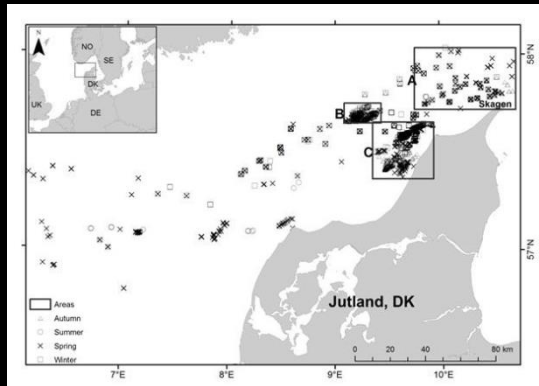 N
NO
SE
DK
UK
DE
A
Skagen
B
C
58°N
57°N
Jutland, DK
Areas
Autumn
Summer
Spring
Winter
0 20 40 80 km
7°E 8°E 9°E 10°E